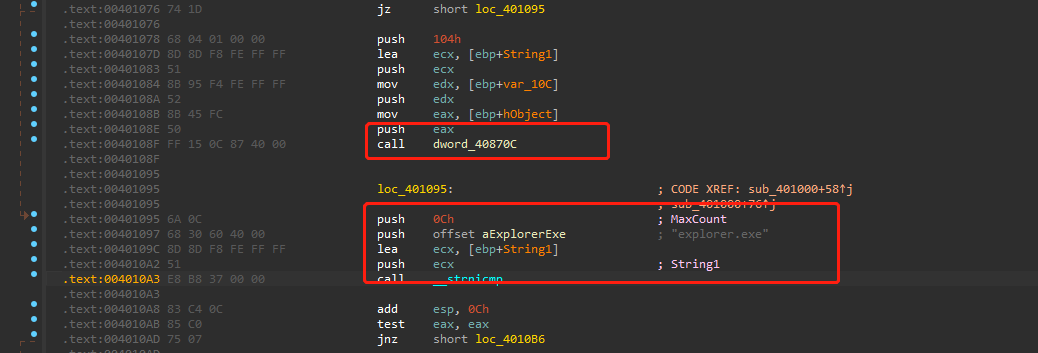 .text:00401076 74 1D jz short loc_401095
.text:00401076
.text:00401078 68 04 01 00 00 push 104h
.text:0040107D 8D 8D F8 FE FF FF lea ecx, [ebp+String1]
.text:00401083 51 push ecx
.text:00401084 8B 95 F4 FE FF FF mov edx, [ebp+var_10C]
.text:0040108A 52 push edx
.text:0040108B 8B 45 FC mov eax, [ebp+hObject]
.text:0040108E 50 push eax
.text:0040108F FF 15 0C 87 40 00 call dword_40870C
.text:0040108F
.text:00401095
.text:00401095 loc_401095: ; CODE XREF: sub_401000+58↑j
.text:00401095 ; sub_401000+76↑j
.text:00401095 6A 0C push 0Ch ; MaxCount
.text:00401097 68 30 60 40 00 push offset aExplorerExe ; "explorer.exe"
.text:0040109C 8D 8D F8 FE FF FF lea ecx, [ebp+String1]
.text:004010A2 51 push ecx ; String1
.text:004010A3 E8 B8 37 00 00 call __strnicmp
.text:004010A3
.text:004010A8 83 C4 0C add esp, 0Ch
.text:004010AB 85 C0 test eax, eax
.text:004010AD 75 07 jnz short loc_4010B6
.text:004010AD